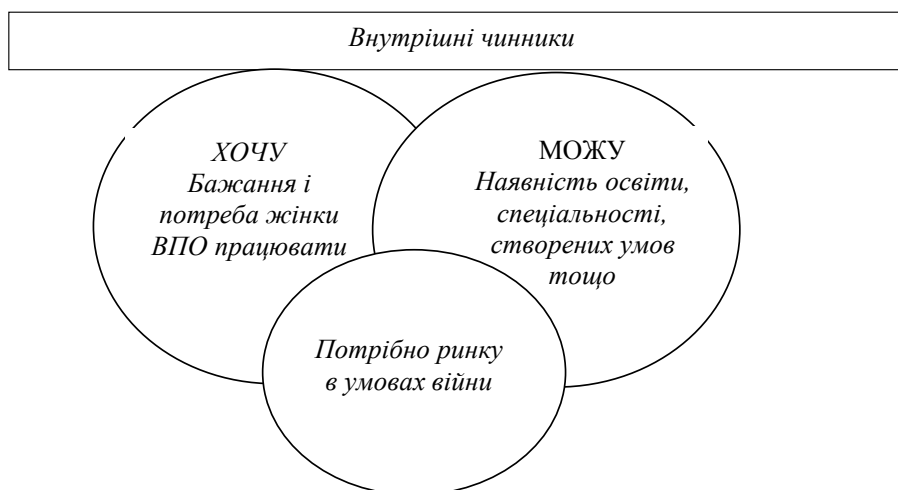 Внутрішні чинники
ХОЧУ
Бажання і
потреба жінки
ВПО працювати
МОЖУ
Наявність освіти,
спеціальності,
створених умов
тощо
Потрібно ринку
в умовах війни